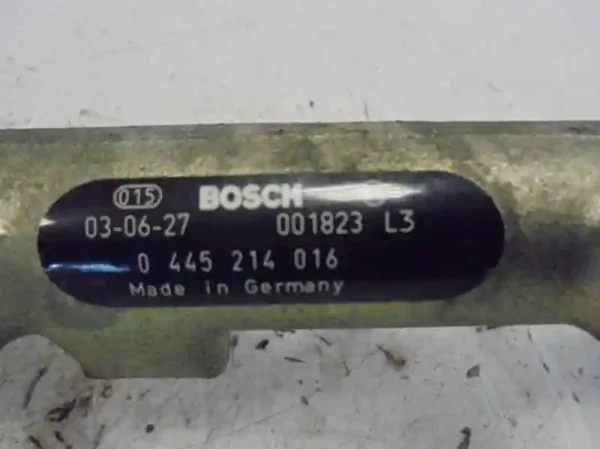 015 BOSCH
03-06-27 001823 L3
0 445 214 016
Made in Germany